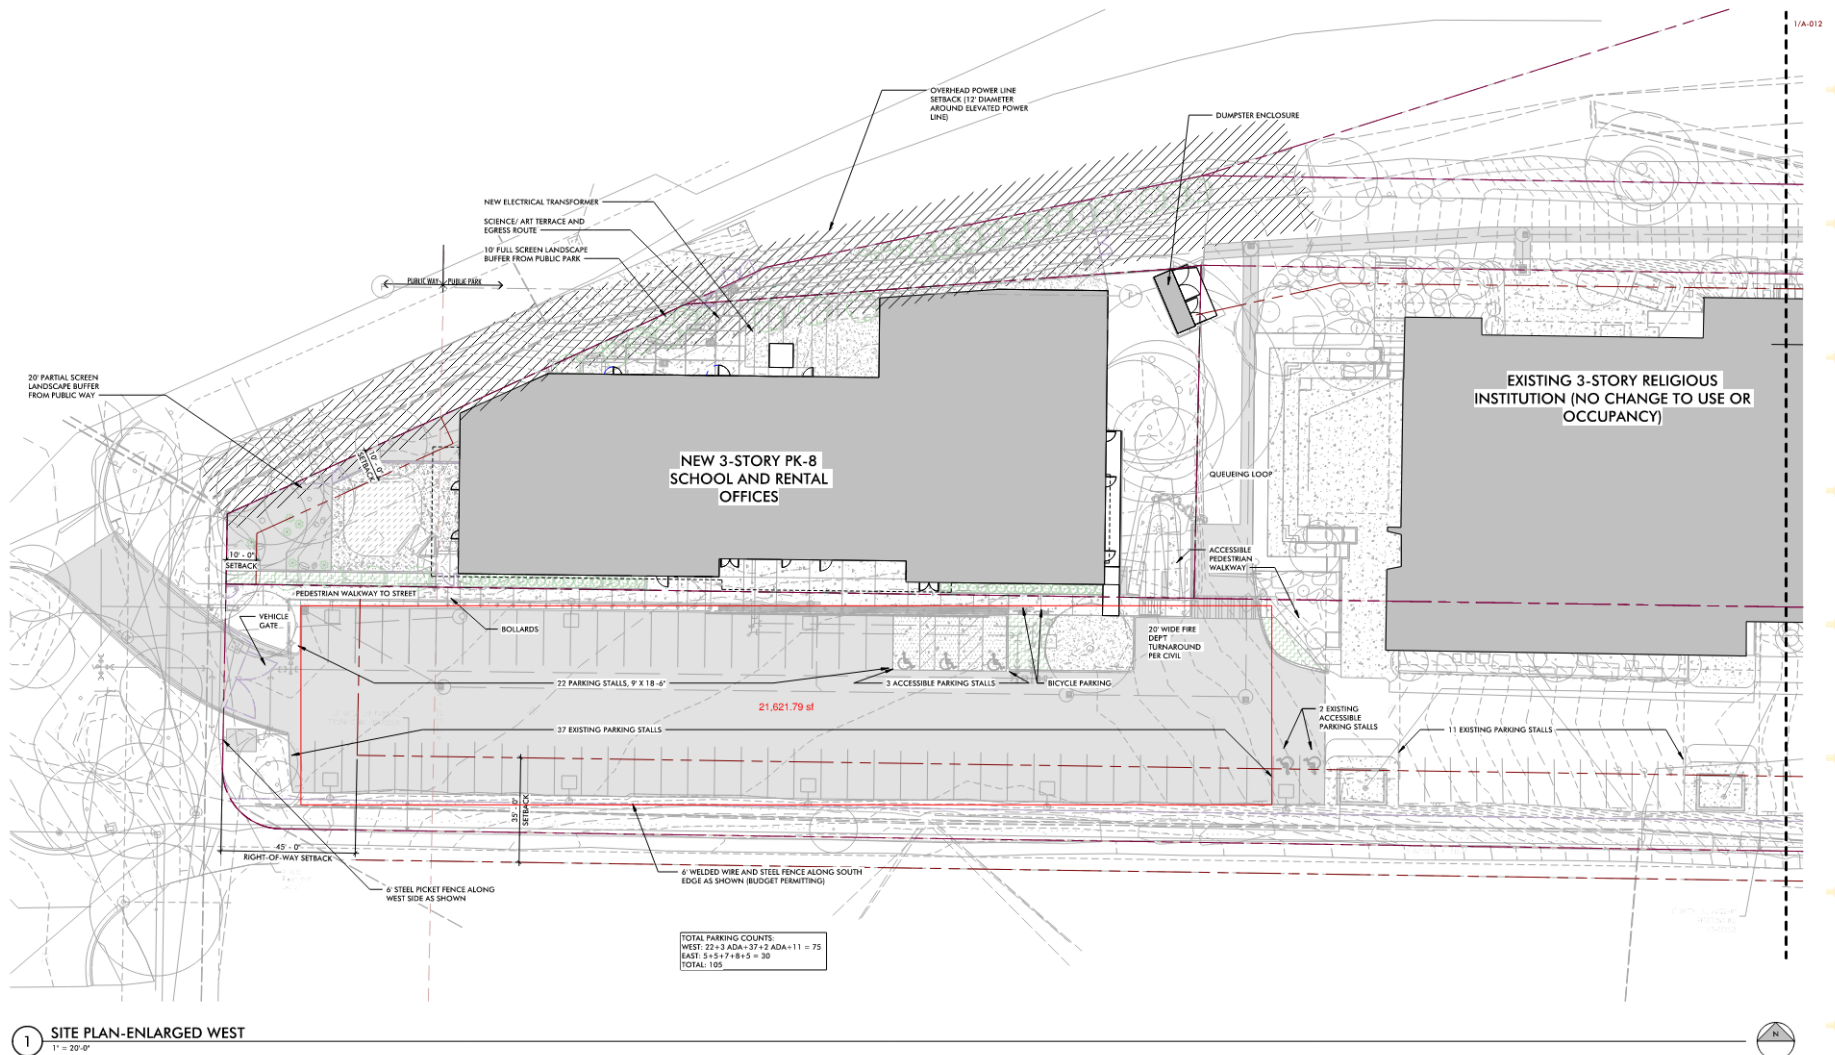 1/A-012
OVERHEAD POWER LINE
SETBACK (12' DIAMETER
AROUND ELEVATED POWER
LINE)
DUMPSTER ENCLOSURE
NEW ELECTRICAL TRANSFORMER
SCIENCE/ ART TERRACE AND
EGRESS ROUTE
10' FULL SCREEN LANDSCAPE
BUFFER FROM PUBLIC PARK
PUBLIC WAY
PUBLIC PARK
20' PARTIAL SCREEN
LANDSCAPE BUFFER
FROM PUBLIC WAY
EXISTING 3-STORY RELIGIOUS
INSTITUTION (NO CHANGE TO USE OR
OCCUPANCY)
10' - 0"
SETBACK
NEW 3-STORY PK-8
SCHOOL AND RENTAL
OFFICES
QUEUEING LOOP
10' - 0"
SETBACK
ACCESSIBLE
PEDESTRIAN
WALKWAY
PEDESTRIAN WALKWAY TO STREET
VEHICLE
GATE
BOLLARDS
20' WIDE FIRE
DEPT
TURNAROUND
PER CIVIL
22 PARKING STALLS, 9' X 18'-6"
3 ACCESSIBLE PARKING STALLS
BICYCLE PARKING
21,621.79 sf
2 EXISTING
ACCESSIBLE
PARKING STALLS
37 EXISTING PARKING STALLS
11 EXISTING PARKING STALLS
35' - 0"
SETBACK
45' - 0"
RIGHT-OF-WAY SETBACK
6' WELDED WIRE AND STEEL FENCE ALONG SOUTH
EDGE AS SHOWN (BUDGET PERMITTING)
6' STEEL PICKET FENCE ALONG
WEST SIDE AS SHOWN
TOTAL PARKING COUNTS:
WEST: 22+3 ADA+37+2 ADA+11 = 75
EAST: 5+5+7+8+5 = 30
TOTAL: 105
1
SITE PLAN-ENLARGED WEST
1" = 20'-0"
N